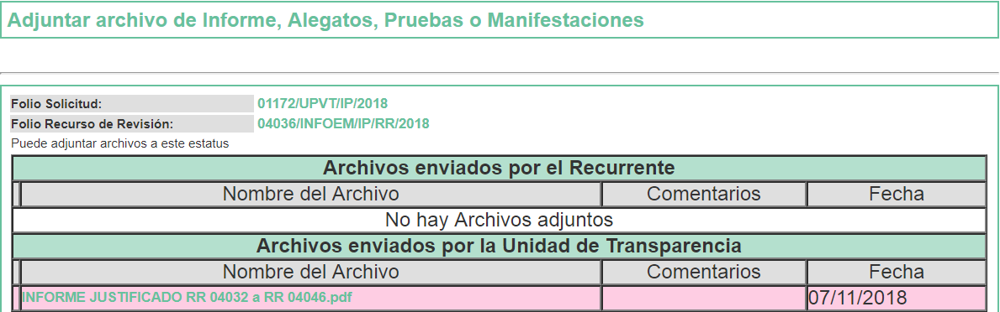 Adjuntar archivo de Informe, Alegatos, Pruebas o Manifestaciones
Folio Solicitud: 01172/UPVT/IP/2018
Folio Recurso de Revisión: 04036/INFOEM/IP/RR/2018
Puede adjuntar archivos a este estatus
Archivos enviados por el Recurrente
Nombre del Archivo Comentarios Fecha
No hay Archivos adjuntos
Archivos enviados por la Unidad de Transparencia
Nombre del Archivo Comentarios Fecha
INFORME JUSTIFICADO RR 04032 a RR 04046.pdf 07/11/2018